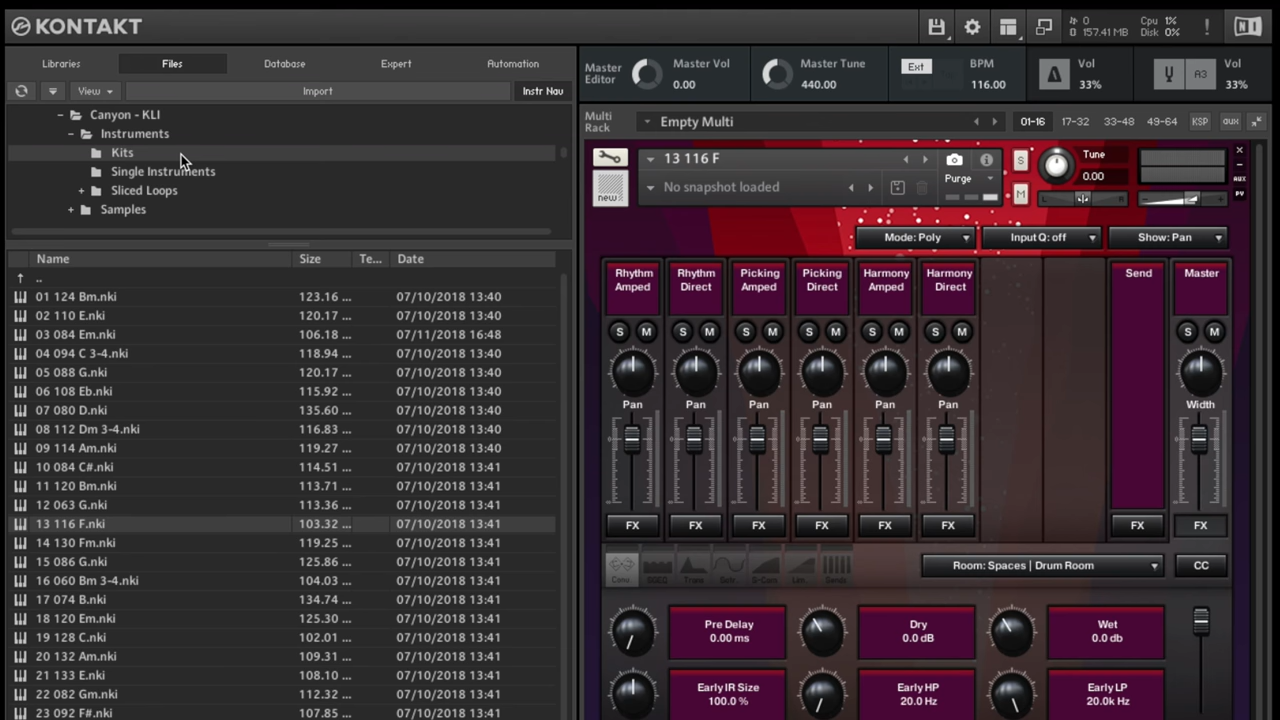 KONTAKT
0
0 157.41 MB
Cpu 1%
Disk 0%
!
Libraries
Files
Database
Expert
Automation
View
Import
Instr Nav
Master
Editor
Master Vol
0.00
Master Tune
440.00
Ext
BPM
116.00
Vol
33%
A3
Vol
33%
Canyon - KLI
Instruments
Kits
Single Instruments
Sliced Loops
Samples
Multi
Rack
Empty Multi
01-16
17-32
33-48
49-64
KSP
aux
new
13 116 F
Purge
No snapshot loaded
S
M
Tune
0.00
L
R
AUX
PV
Mode: Poly
Input Q: off
Show: Pan
Name
Size
Te...
Date
..
01 124 Bm.nki 123.16 ... 07/10/2018 13:40
02 110 E.nki 120.17 ... 07/10/2018 13:40
03 084 Em.nki 106.18 ... 07/11/2018 16:48
04 094 C 3-4.nki 118.94 ... 07/10/2018 13:40
05 088 G.nki 120.17 ... 07/10/2018 13:40
06 108 Eb.nki 115.92 ... 07/10/2018 13:40
07 080 D.nki 135.60 ... 07/10/2018 13:40
08 112 Dm 3-4.nki 116.83 ... 07/10/2018 13:40
09 114 Am.nki 119.27 ... 07/10/2018 13:40
10 084 C#.nki 114.51 ... 07/10/2018 13:41
11 120 Bm.nki 113.71 ... 07/10/2018 13:41
12 063 G.nki 113.36 ... 07/10/2018 13:41
13 116 F.nki 103.32 ... 07/10/2018 13:41
14 130 Fm.nki 119.25 ... 07/10/2018 13:41
15 086 G.nki 125.86 ... 07/10/2018 13:41
16 060 Bm 3-4.nki 104.03 ... 07/10/2018 13:41
17 074 B.nki 134.74 ... 07/10/2018 13:41
18 120 Em.nki 125.30 ... 07/10/2018 13:41
19 128 C.nki 102.01 ... 07/10/2018 13:41
20 132 Am.nki 109.31 ... 07/10/2018 13:41
21 133 E.nki 108.10 ... 07/10/2018 13:41
22 082 Gm.nki 112.32 ... 07/10/2018 13:41
23 092 F#.nki 107.85 ... 07/10/2018 13:41
Rhythm
Amped
Rhythm
Direct
Picking
Amped
Picking
Direct
Harmony
Amped
Harmony
Direct
Send
Master
S M S M S M S M S M S M S M
Pan Pan Pan Pan Pan Pan Width
FX FX FX FX FX FX FX FX
Room: Spaces | Drum Room
CC
Pre Delay
0.00 ms
Dry
0.0 dB
Wet
0.0 db
Early IR Size
100.0 %
Early HP
20.0 Hz
Early LP
20.0k Hz